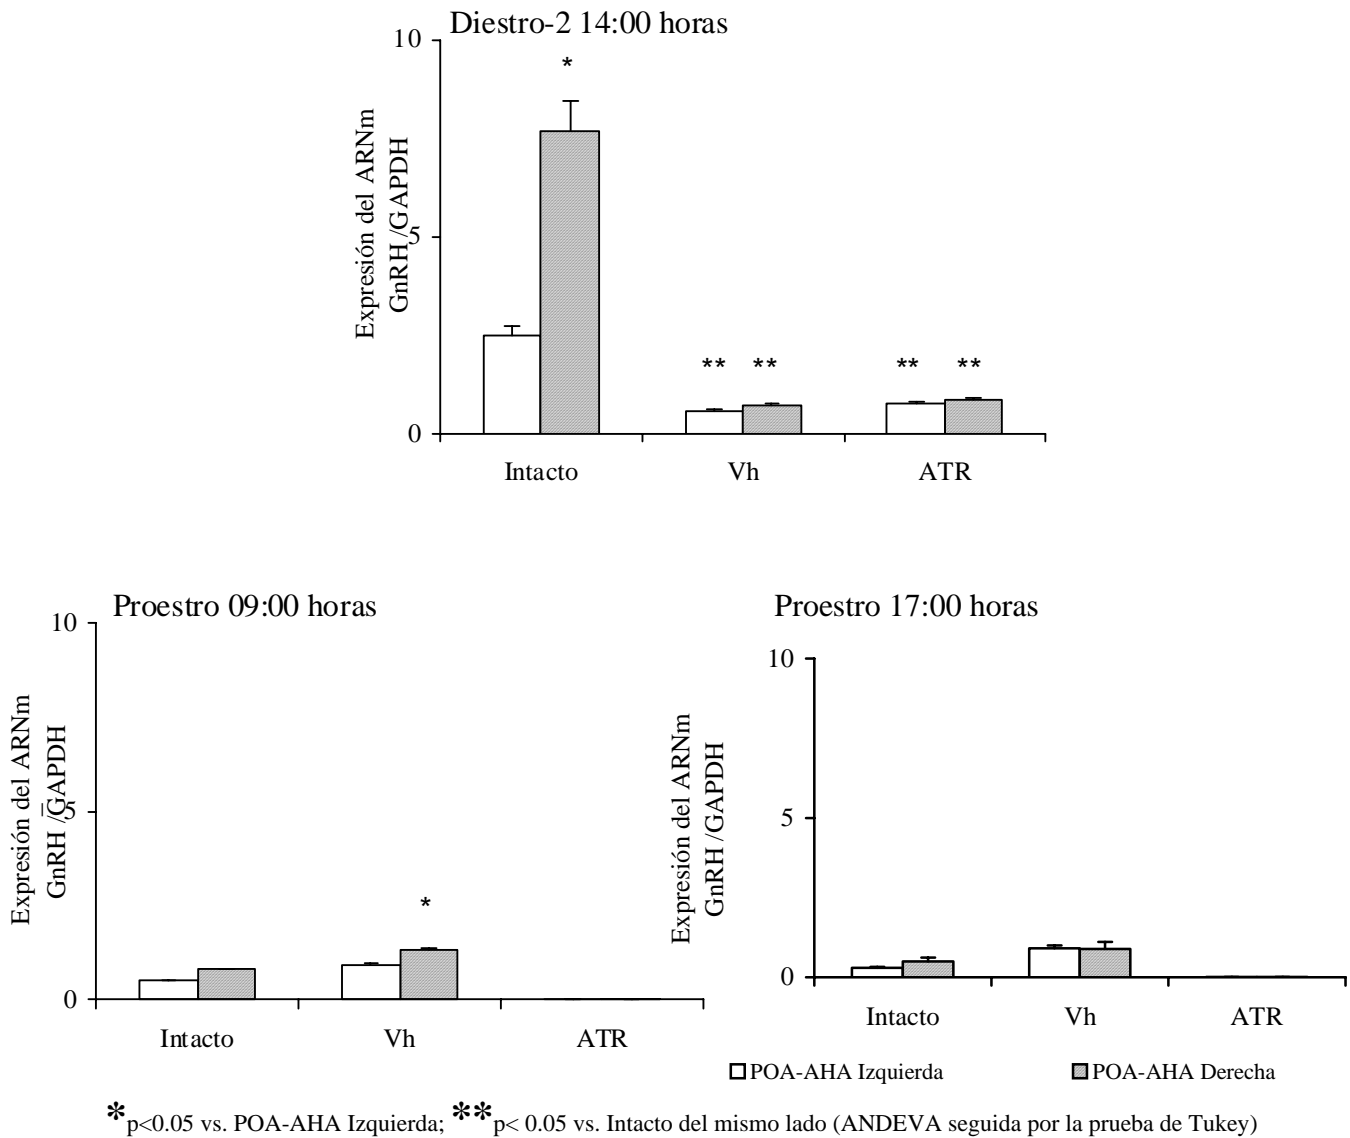 Diestro-2 14:00 horas
Expresión del ARNm
GnRH /GAPDH
10
5
0
*
** ** ** **
Intacto Vh ATR
Proestro 09:00 horas
Expresión del ARNm
GnRH /GAPDH
10
5
0
*
Intacto Vh ATR
Proestro 17:00 horas
Expresión del ARNm
GnRH /GAPDH
10
5
0
Intacto Vh ATR
POA-AHA Izquierda POA-AHA Derecha
*p<0.05 vs. POA-AHA Izquierda; **p< 0.05 vs. Intacto del mismo lado (ANDEVA seguida por la prueba de Tukey)